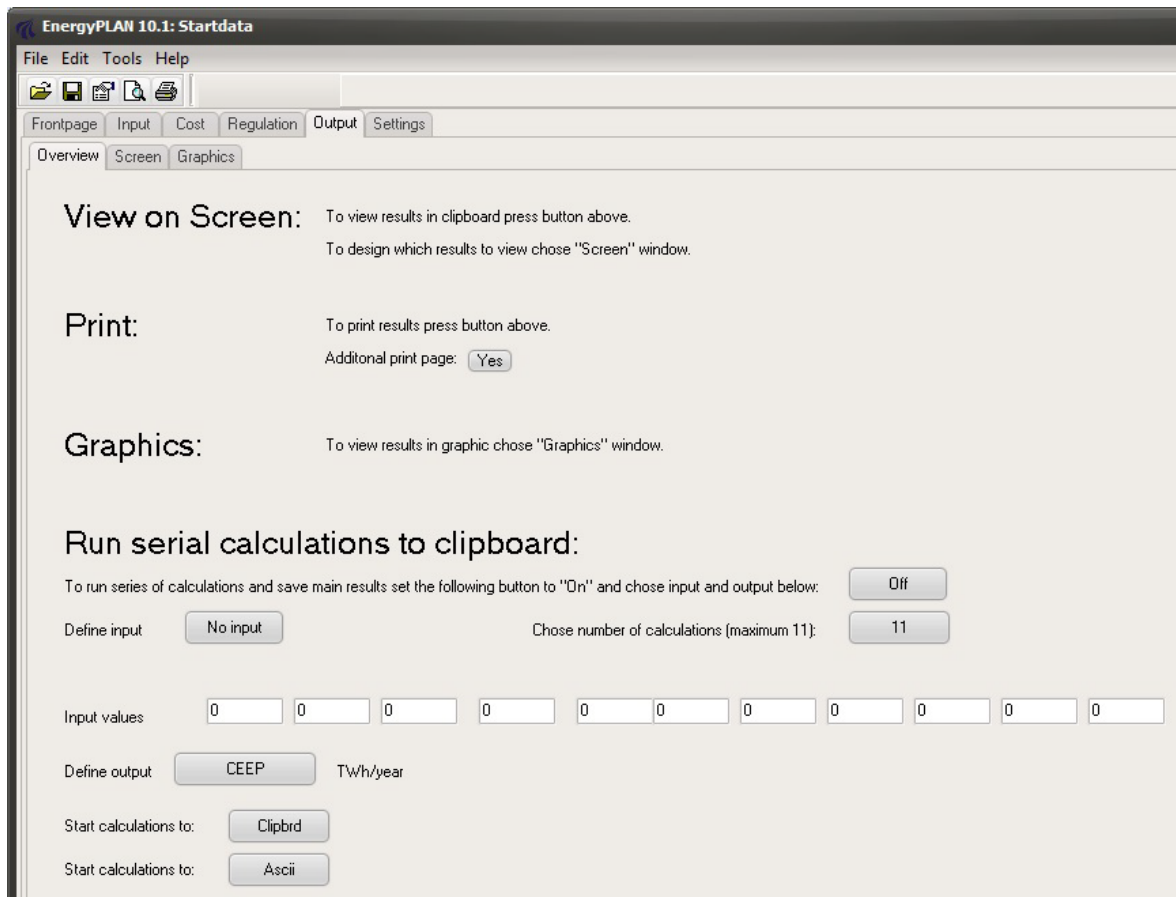 EnergyPLAN 10.1: Startdata
File Edit Tools Help
Frontpage Input Cost Regulation Output Settings
Overview Screen Graphics
View on Screen: To view results in clipboard press button above.
To design which results to view chose "Screen" window.
Print: To print results press button above.
Additonal print page: Yes
Graphics: To view results in graphic chose "Graphics" window.
Run serial calculations to clipboard:
To run series of calculations and save main results set the following button to "On" and chose input and output below: Off
Define input No input Chose number of calculations (maximum 11): 11
Input values 0 0 0 0 0 0 0 0 0 0 0
Define output CEEP TWh/year
Start calculations to: Clipbrd
Start calculations to: Ascii